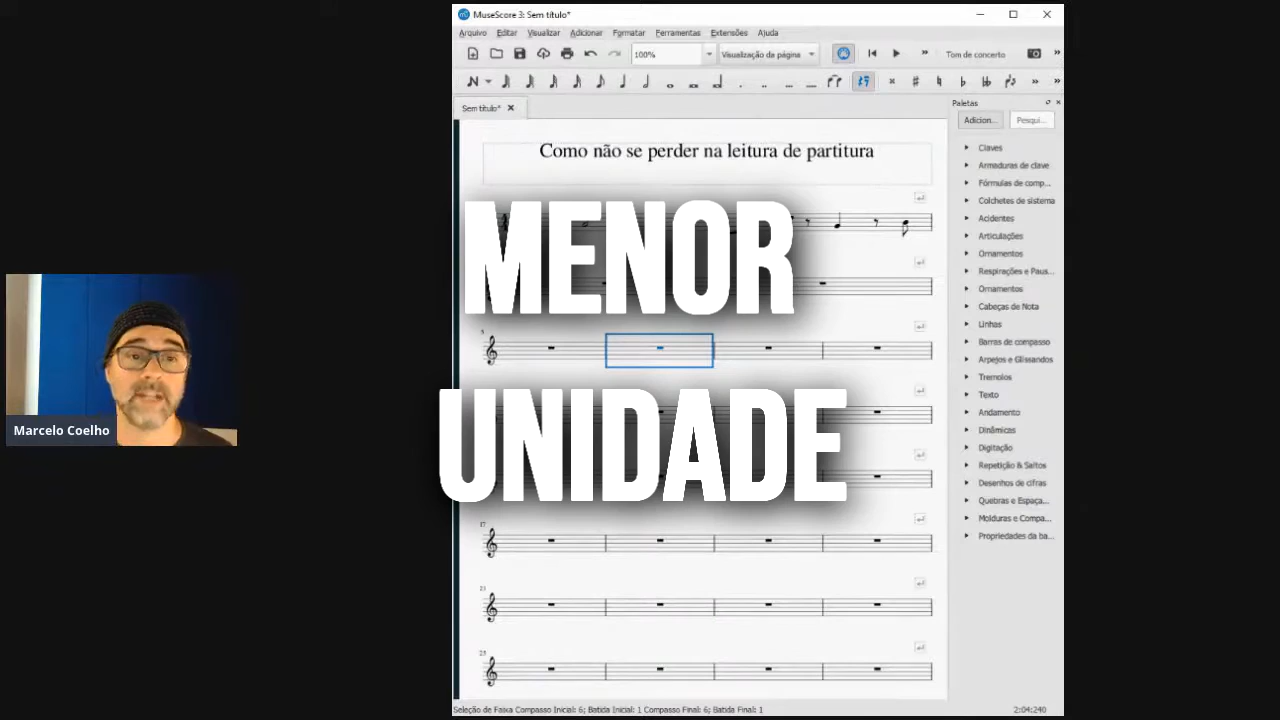 MuseScore 3: Sem título*
Arquivo Editar Visualizar Adicionar Formatar Ferramentas Extensões Ajuda
100% Visualização da página Tom de concerto
Sem título*
Paletas
Adicion... Pesqui...
Como não se perder na leitura de partitura
Claves
Armaduras de clave
Fórmulas de comp...
Colchetes de sistema
Acidentes
Articulações
Ornamentos
Respirações e Paus...
Ornamentos
Cabeças de Nota
Linhas
Barras de compasso
Arpejos e Glissandos
Tremolos
Texto
Andamento
Dinâmicas
Digitação
Repetição & Saltos
Desenhos de cifras
Quebras e Espaça...
Molduras e Compa...
Propriedades da ba...
MENOR
UNIDADE
9
17
21
25
Marcelo Coelho
Seleção de Faixa Compasso Inicial: 6; Batida Inicial: 1 Compasso Final: 6; Batida Final: 1
2:04:240